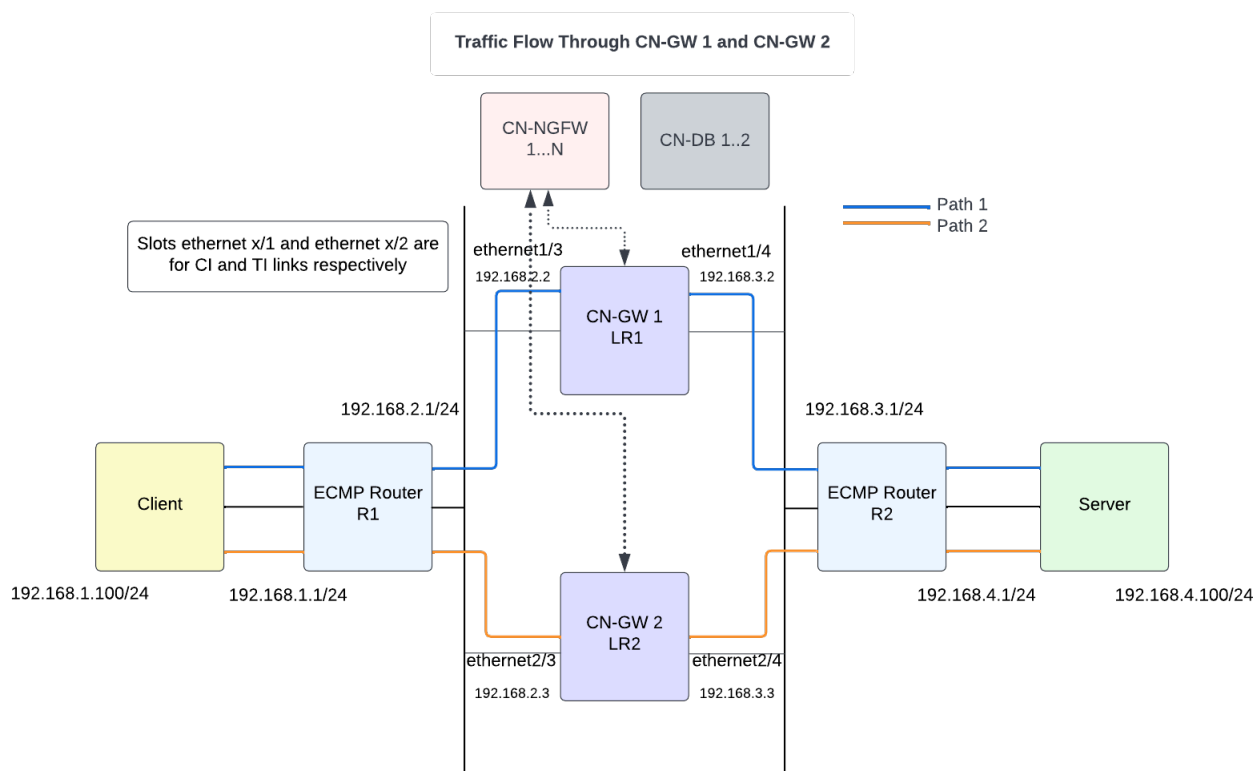 Traffic Flow Through CN-GW 1 and CN-GW 2
CN-NGFW
1...N
CN-DB 1..2
Path 1
Path 2
Slots ethernet x/1 and ethernet x/2 are
for CI and TI links respectively
ethernet1/3
192.168.2.2
ethernet1/4
192.168.3.2
CN-GW 1
LR1
192.168.2.1/24
192.168.3.1/24
Client
ECMP Router
R1
ECMP Router
R2
Server
192.168.1.100/24
192.168.1.1/24
192.168.4.1/24
192.168.4.100/24
CN-GW 2
LR2
ethernet2/3
192.168.2.3
ethernet2/4
192.168.3.3